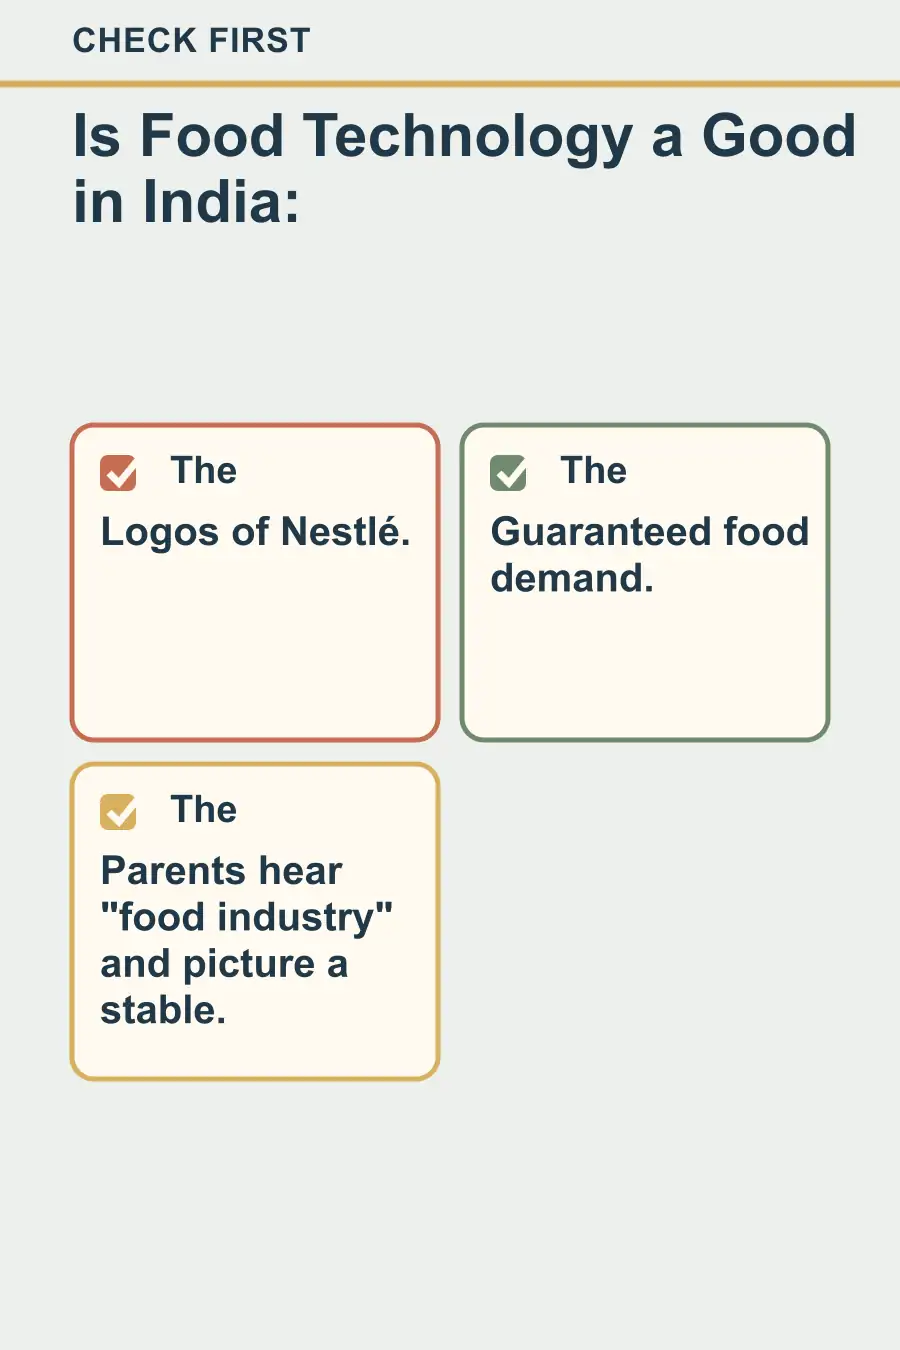 CHECK FIRST
Is Food Technology a Good
in India:
The
Logos of Nestlé.
The
Guaranteed food
demand.
The
Parents hear
"food industry"
and picture a
stable.